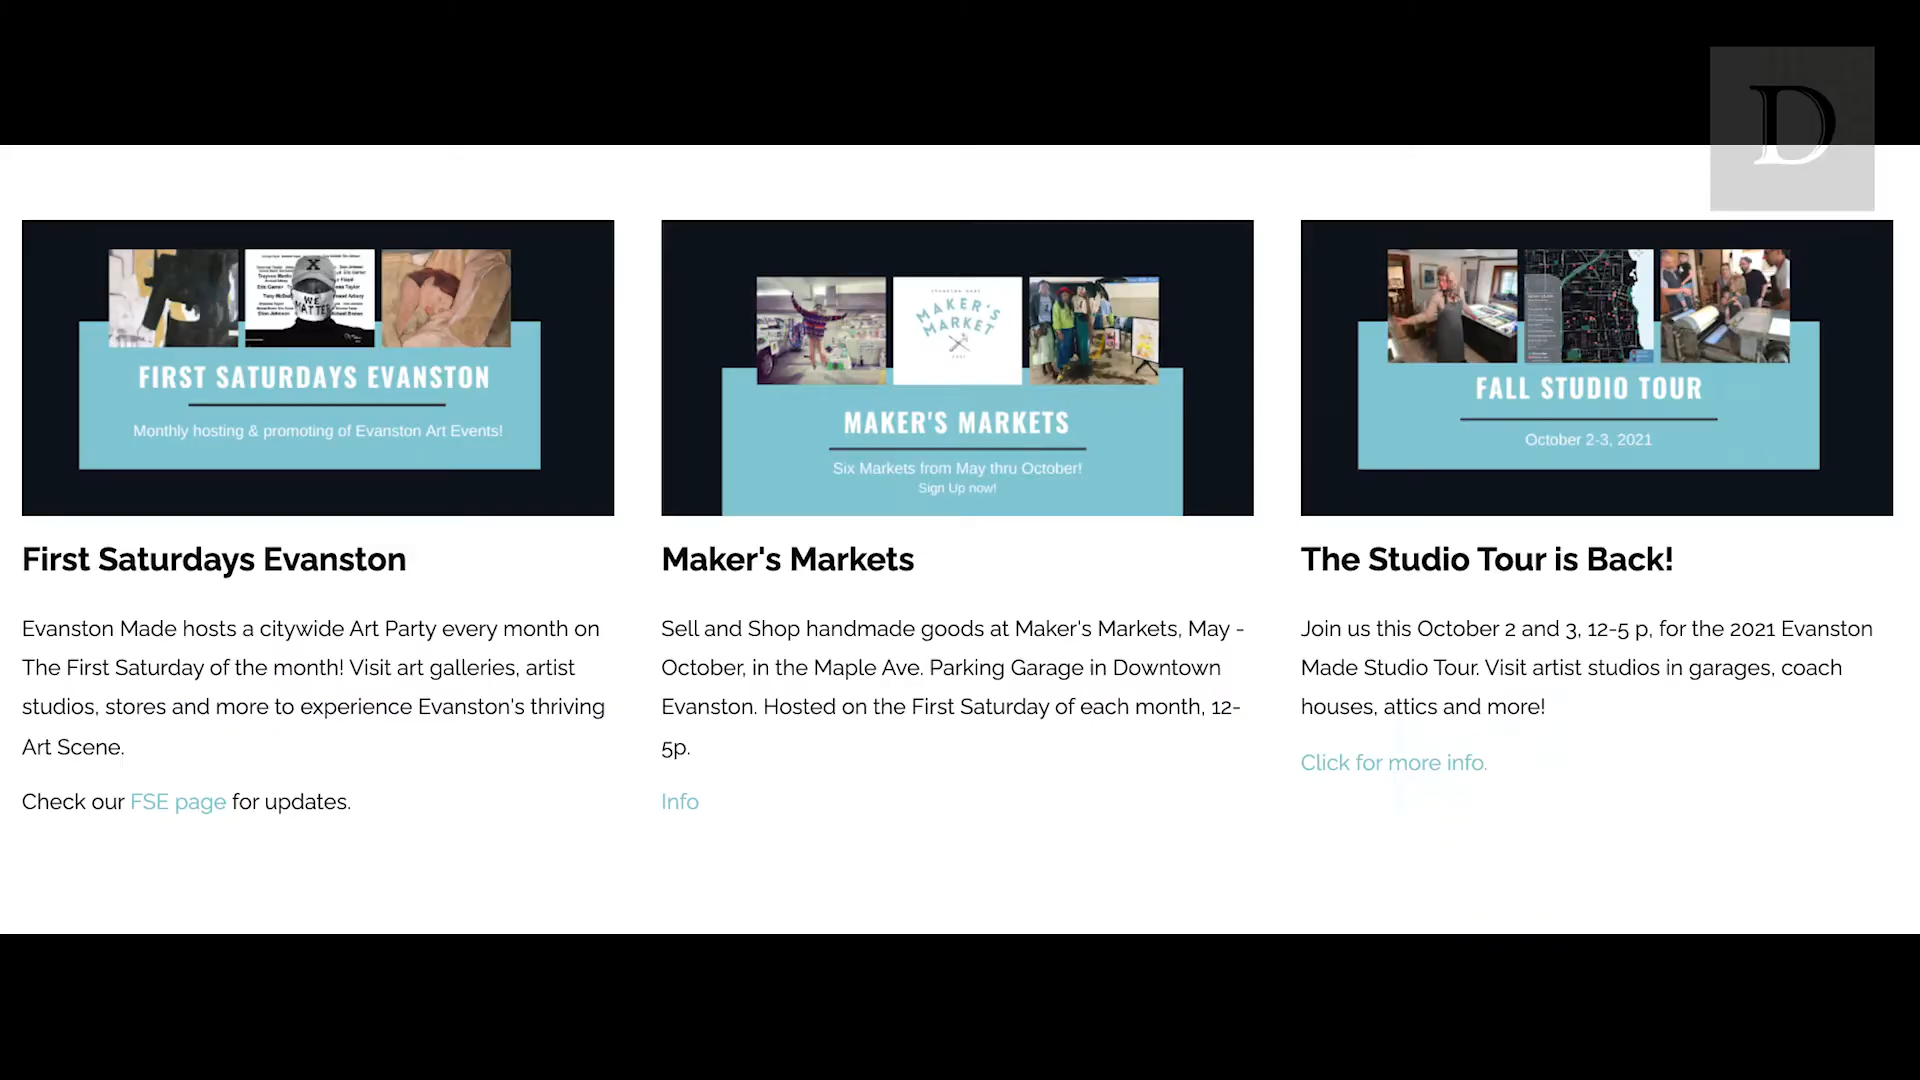 D
X
WE
MATTER
FIRST SATURDAYS EVANSTON
Monthly hosting & promoting of Evanston Art Events!
MAKER'S
MARKET
MAKER'S MARKETS
Six Markets from May thru October!
Sign Up now!
FALL STUDIO TOUR
October 2-3, 2021
First Saturdays Evanston
Evanston Made hosts a citywide Art Party every month on
The First Saturday of the month! Visit art galleries, artist
studios, stores and more to experience Evanston's thriving
Art Scene.
Check our FSE page for updates.
Maker's Markets
Sell and Shop handmade goods at Maker's Markets, May -
October, in the Maple Ave. Parking Garage in Downtown
Evanston. Hosted on the First Saturday of each month, 12-
5p.
Info
The Studio Tour is Back!
Join us this October 2 and 3, 12-5 p, for the 2021 Evanston
Made Studio Tour. Visit artist studios in garages, coach
houses, attics and more!
Click for more info.